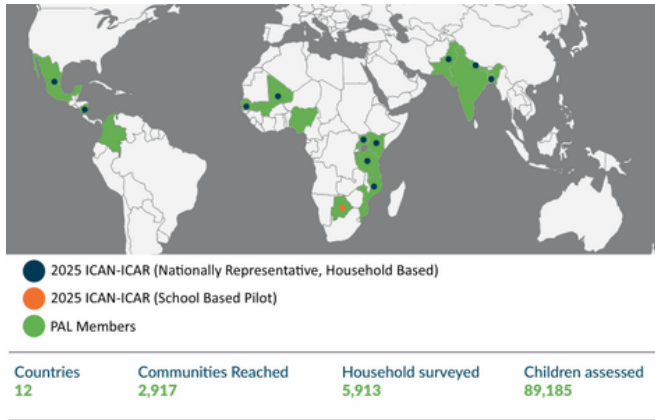 2025 ICAN-ICAR (Nationally Representative, Household Based)
2025 ICAN-ICAR (School Based Pilot)
PAL Members
Countries
12
Communities Reached
2,917
Household surveyed
5,913
Children assessed
89,185